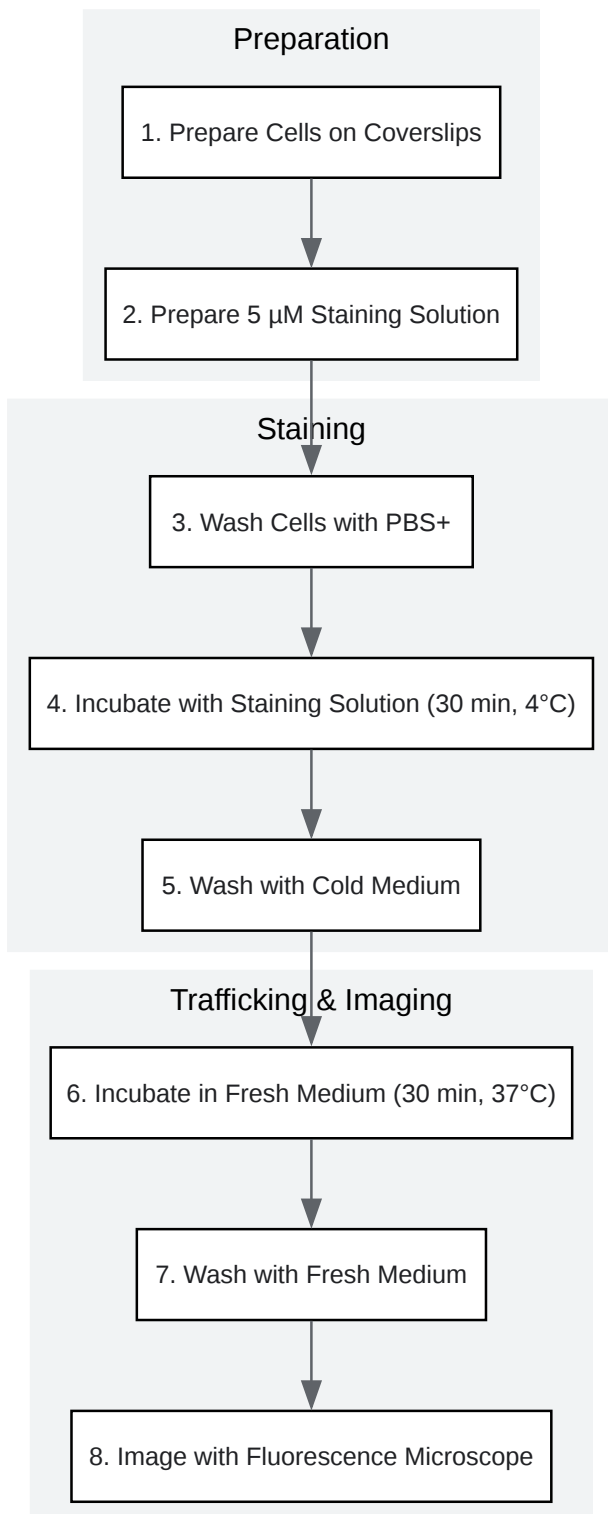 Preparation
1. Prepare Cells on Coverslips
2. Prepare 5 µM Staining Solution
Staining
3. Wash Cells with PBS+
4. Incubate with Staining Solution (30 min, 4°C)
5. Wash with Cold Medium
Trafficking & Imaging
6. Incubate in Fresh Medium (30 min, 37°C)
7. Wash with Fresh Medium
8. Image with Fluorescence Microscope